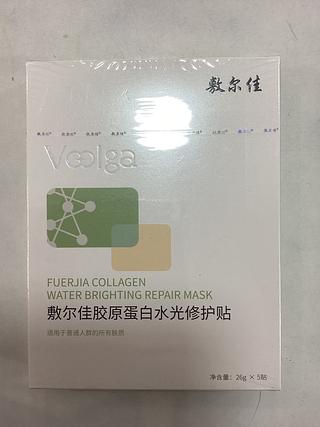 敷尔佳
Voolga
FUERJIA COLLAGEN
WATER BRIGHTING REPAIR MASK
敷尔佳胶原蛋白水光修护贴
适用于普通人群的所有肤质
净含量：26g × 5贴